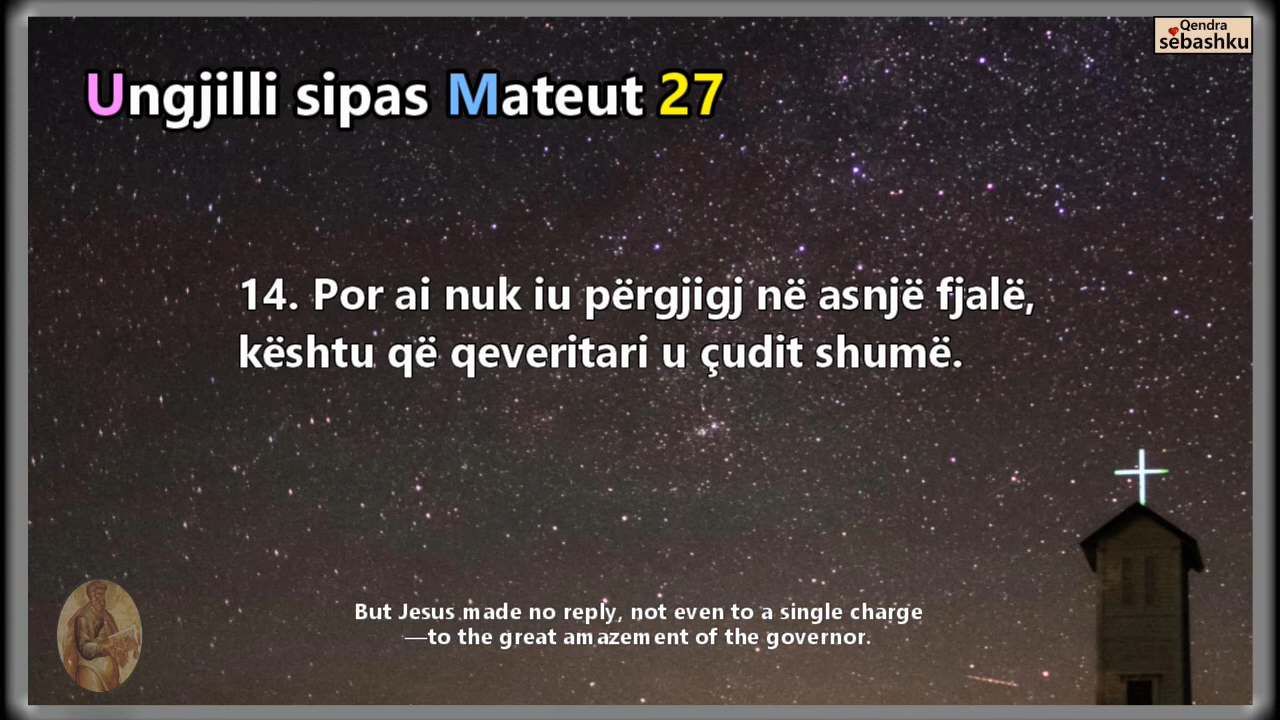 Qendra
sëbashku
Ungjilli sipas Mateut 27
14. Por ai nuk iu përgjigj në asnjë fjalë,
kështu që qeveritari u çudit shumë.
But Jesus made no reply, not even to a single charge
—to the great amazement of the governor.